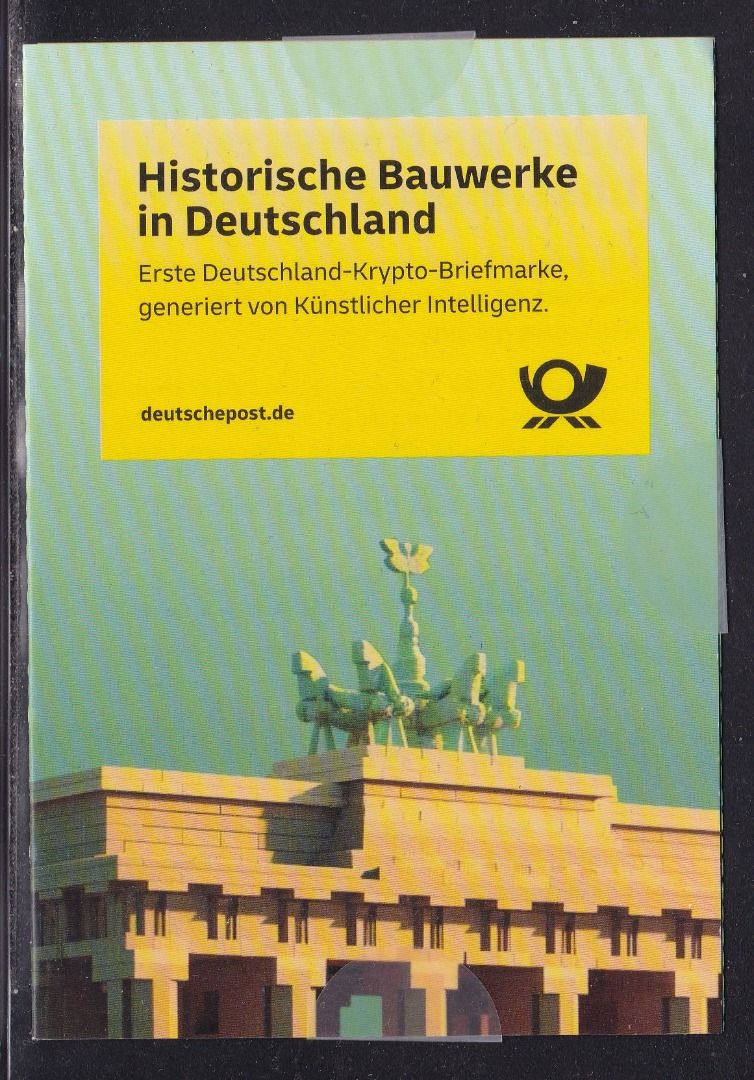 Historische Bauwerke
in Deutschland
Erste Deutschland-Krypto-Briefmarke,
generiert von Künstlicher Intelligenz.
deutschepost.de